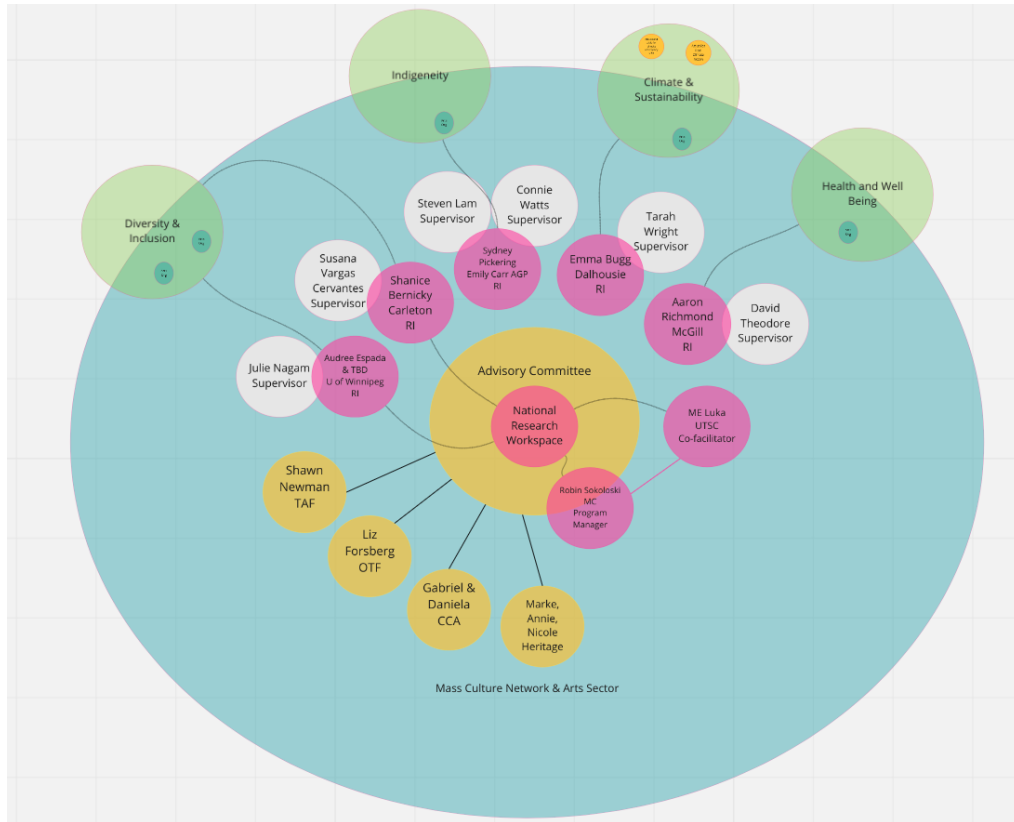 Indigeneity
Climate &
Sustainability
Health and Well
Being
Diversity &
Inclusion
Steven Lam
Supervisor
Connie
Watts
Supervisor
Tarah
Wright
Supervisor
Susana
Vargas
Cervantes
Supervisor
Shanice
Bernicky
Carleton
RI
Sydney
Pickering
Emily Carr AGP
RI
Emma Bugg
Dalhousie
RI
Aaron
Richmond
McGill
RI
David
Theodore
Supervisor
Julie Nagam
Supervisor
Audree Espada
& TBD
U of Winnipeg
RI
Advisory Committee
National
Research
Workspace
ME Luka
UTSC
Co-facilitator
Robin Sokoloski
MC
Program
Manager
Shawn
Newman
TAF
Liz
Forsberg
OTF
Gabriel &
Daniela
CCA
Marke,
Annie,
Nicole
Heritage
Mass Culture Network & Arts Sector